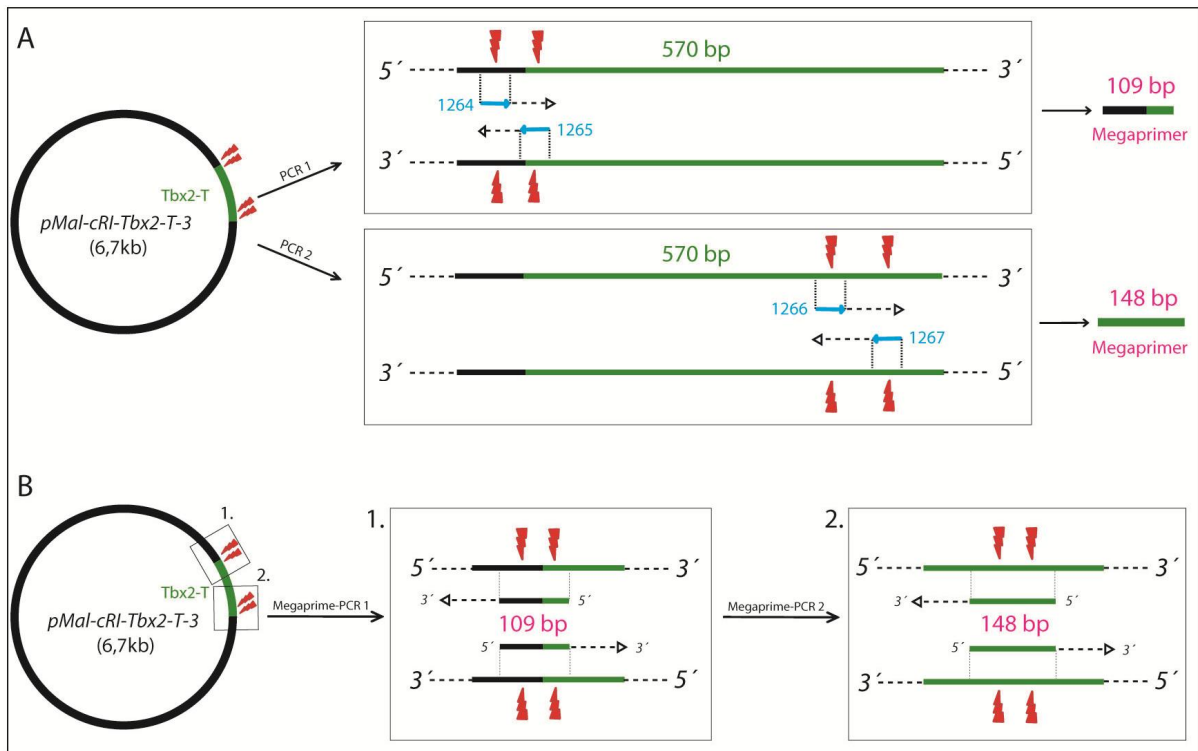 A
570 bp
5´
3´
1264
1265
3´
5´
109 bp
Megaprimer
PCR 1
Tbx2-T
pMal-cRI-Tbx2-T-3
(6,7kb)
PCR 2
570 bp
5´
3´
1266
1267
3´
5´
148 bp
Megaprimer
B
1.
2.
Tbx2-T
pMal-cRI-Tbx2-T-3
(6,7kb)
Megaprime-PCR 1
1.
5´
3´
3´
5´
109 bp
5´
3´
3´
5´
Megaprime-PCR 2
2.
5´
3´
3´
5´
148 bp
5´
3´
3´
5´